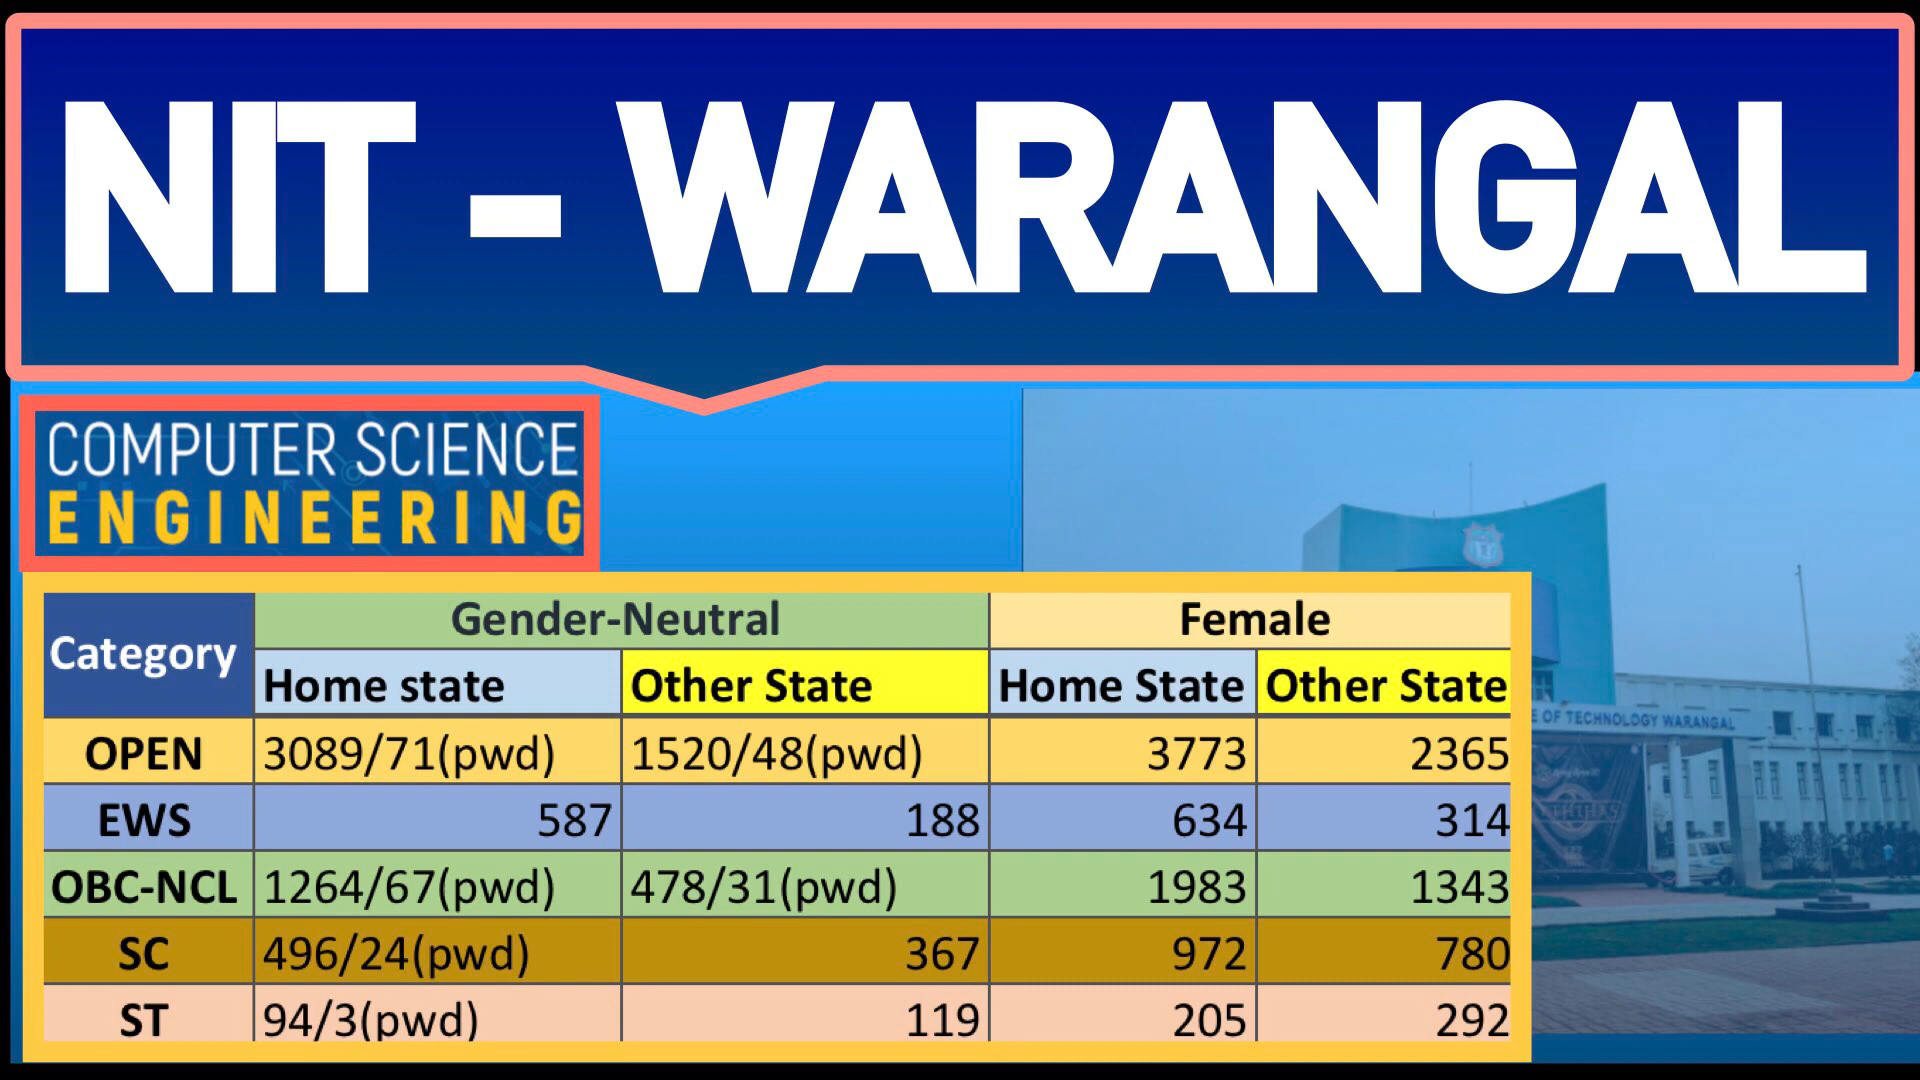 NIT - WARANGAL
COMPUTER SCIENCE
ENGINEERING
Category Gender-Neutral Female
Home state Other State Home State Other State
OPEN 3089/71(pwd) 1520/48(pwd) 3773 2365
EWS 587 188 634 314
OBC-NCL 1264/67(pwd) 478/31(pwd) 1983 1343
SC 496/24(pwd) 367 972 780
ST 94/3(pwd) 119 205 292
E OF TECHNOLOGY WARANGAL